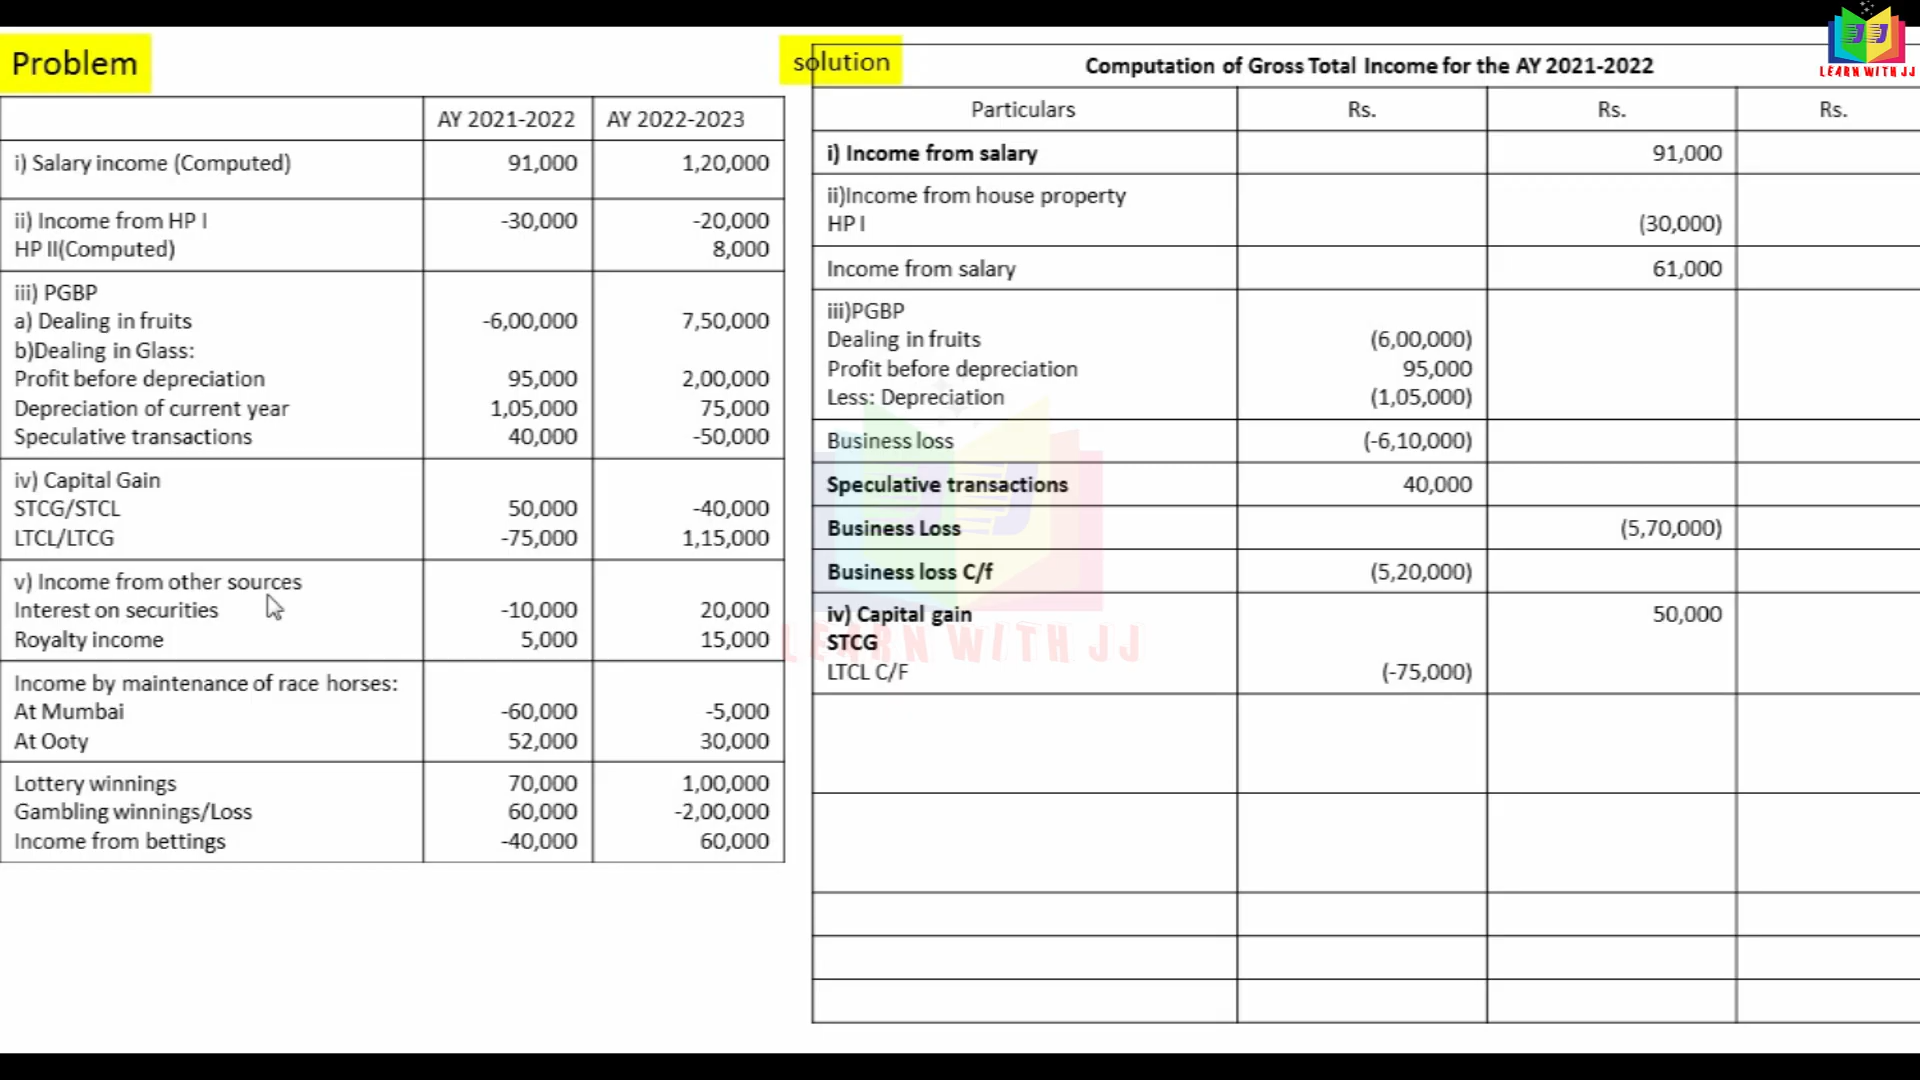 Problem
AY 2021-2022 AY 2022-2023
i) Salary income (Computed) 91,000 1,20,000
ii) Income from HP I -30,000 -20,000
HP II(Computed) 8,000
iii) PGBP
a) Dealing in fruits -6,00,000 7,50,000
b)Dealing in Glass:
Profit before depreciation 95,000 2,00,000
Depreciation of current year 1,05,000 75,000
Speculative transactions 40,000 -50,000
iv) Capital Gain
STCG/STCL 50,000 -40,000
LTCL/LTCG -75,000 1,15,000
v) Income from other sources
Interest on securities -10,000 20,000
Royalty income 5,000 15,000
Income by maintenance of race horses:
At Mumbai -60,000 -5,000
At Ooty 52,000 30,000
Lottery winnings 70,000 1,00,000
Gambling winnings/Loss 60,000 -2,00,000
Income from bettings -40,000 60,000
solution
Computation of Gross Total Income for the AY 2021-2022
Particulars Rs. Rs. Rs.
i) Income from salary 91,000
ii)Income from house property
HP I (30,000)
Income from salary 61,000
iii)PGBP
Dealing in fruits (6,00,000)
Profit before depreciation 95,000
Less: Depreciation (1,05,000)
Business loss (-6,10,000)
Speculative transactions 40,000
Business Loss (5,70,000)
Business loss C/f (5,20,000)
iv) Capital gain 50,000
STCG
LTCL C/F (-75,000)
LEARN WITH JJ
JJ
LEARN WITH JJ